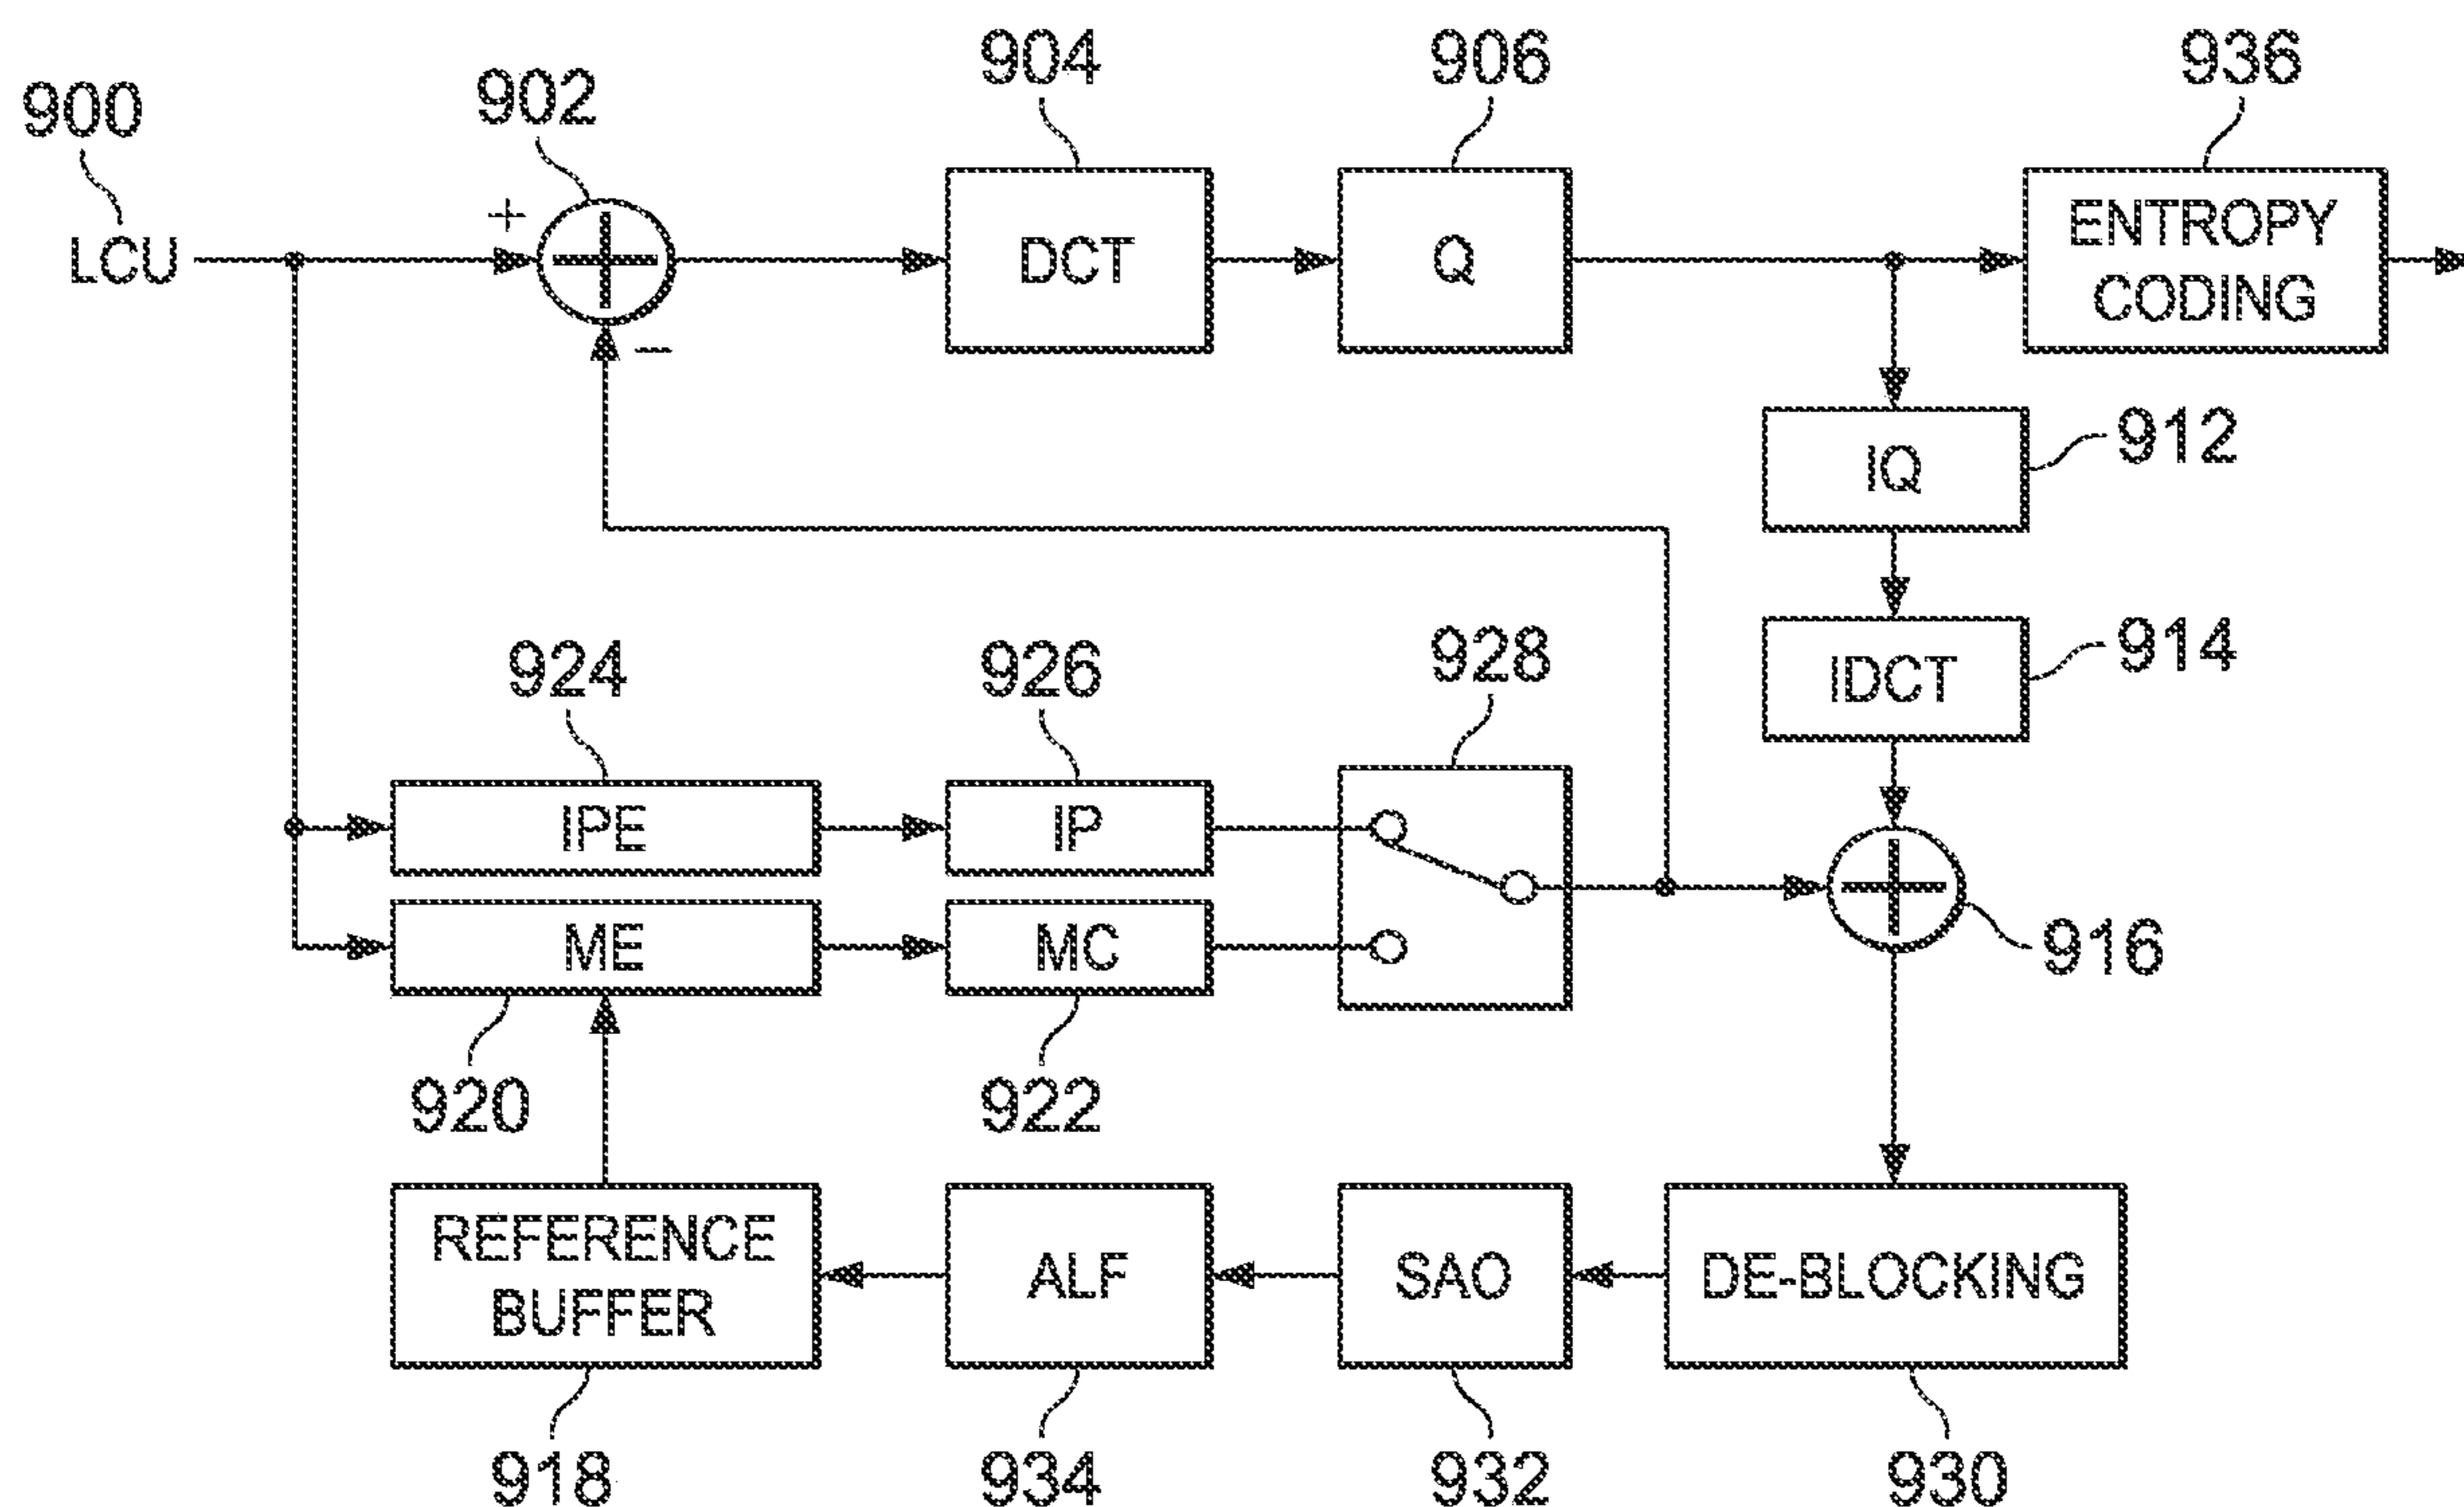 904
906
936
902
900
+
LCU
DCT
Q
ENTROPY
CODING
−
IQ
912
924
926
928
IDCT
914
IPE
IP
ME
MC
916
920
922
REFERENCE
BUFFER
ALF
SAO
DE-BLOCKING
918
934
932
930